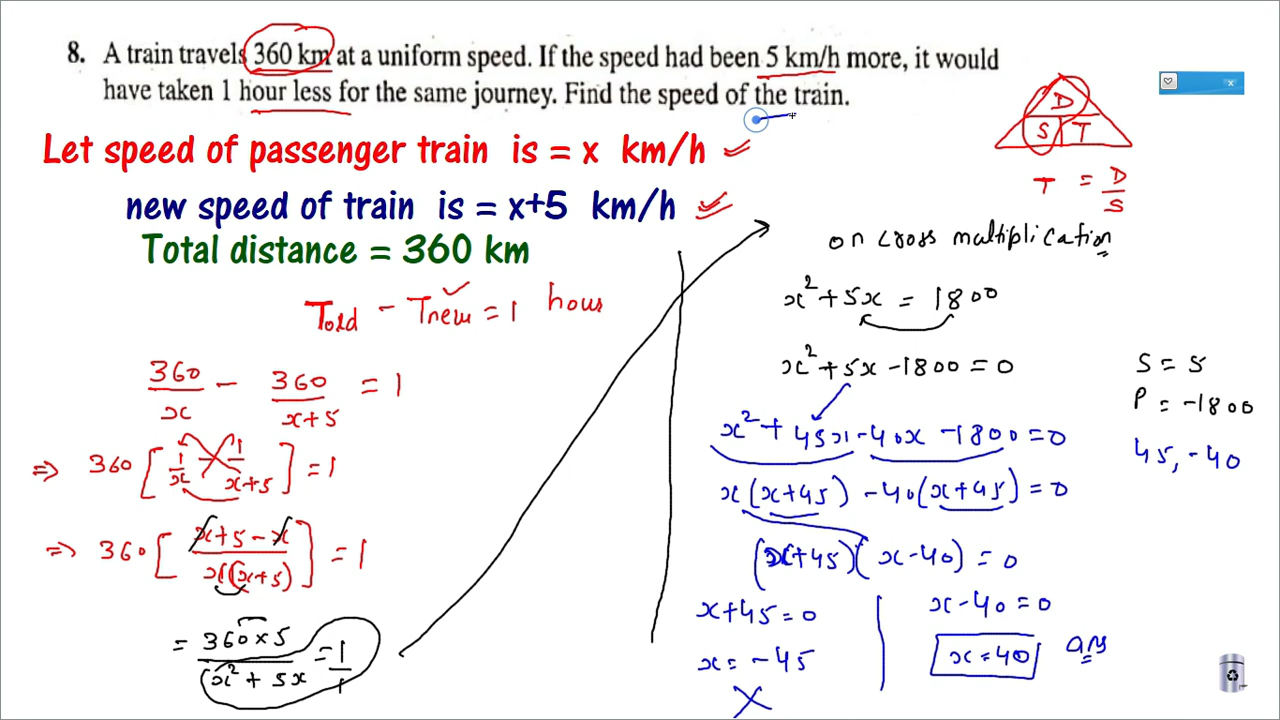 8. A train travels 360 km at a uniform speed. If the speed had been 5 km/h more, it would
have taken 1 hour less for the same journey. Find the speed of the train.
Let speed of passenger train is = x km/h
new speed of train is = x+5 km/h
Total distance = 360 km
D
S T
T = D/S
Told - Tnew = 1 hour
360/x - 360/x+5 = 1
⇒ 360 [ 1/x - 1/x+5 ] = 1
⇒ 360 [ x+5-x / x(x+5) ] = 1
= 360×5 / x² + 5x = 1/1
on cross multiplication
x² + 5x = 1800
x² + 5x - 1800 = 0
S = 5
P = -1800
45, -40
x² + 45x - 40x - 1800 = 0
x(x+45) - 40(x+45) = 0
(x+45)(x-40) = 0
x+45 = 0
x = -45
x-40 = 0
x = 40 ans